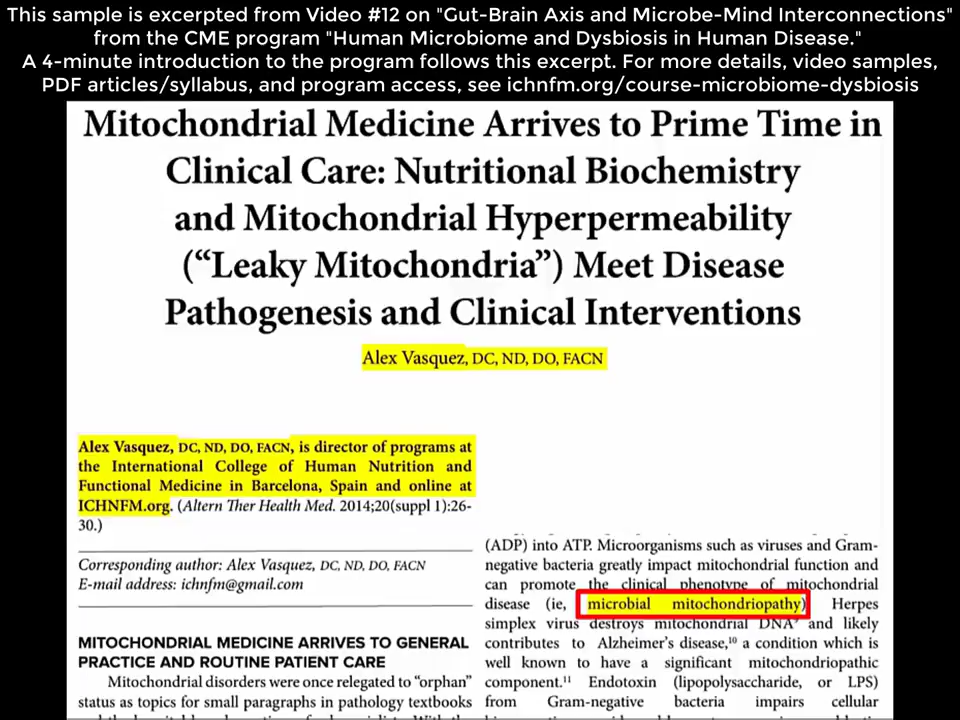 This sample is excerpted from Video #12 on "Gut-Brain Axis and Microbe-Mind Interconnections"
from the CME program "Human Microbiome and Dysbiosis in Human Disease."
A 4-minute introduction to the program follows this excerpt. For more details, video samples,
PDF articles/syllabus, and program access, see ichnfm.org/course-microbiome-dysbiosis
Mitochondrial Medicine Arrives to Prime Time in
Clinical Care: Nutritional Biochemistry
and Mitochondrial Hyperpermeability
(“Leaky Mitochondria”) Meet Disease
Pathogenesis and Clinical Interventions
Alex Vasquez, DC, ND, DO, FACN
Alex Vasquez, DC, ND, DO, FACN, is director of programs at
the International College of Human Nutrition and
Functional Medicine in Barcelona, Spain and online at
ICHNFM.org. (Altern Ther Health Med. 2014;20(suppl 1):26-
30.)
Corresponding author: Alex Vasquez, DC, ND, DO, FACN
E-mail address: ichnfm@gmail.com
MITOCHONDRIAL MEDICINE ARRIVES TO GENERAL
PRACTICE AND ROUTINE PATIENT CARE
Mitochondrial disorders were once relegated to “orphan”
status as topics for small paragraphs in pathology textbooks
(ADP) into ATP. Microorganisms such as viruses and Gram-
negative bacteria greatly impact mitochondrial function and
can promote the clinical phenotype of mitochondrial
disease (ie, microbial mitochondriopathy) Herpes
simplex virus destroys mitochondrial DNA⁹ and likely
contributes to Alzheimer’s disease,¹⁰ a condition which is
well known to have a significant mitochondriopathic
component.¹¹ Endotoxin (lipopolysaccharide, or LPS)
from Gram-negative bacteria impairs cellular